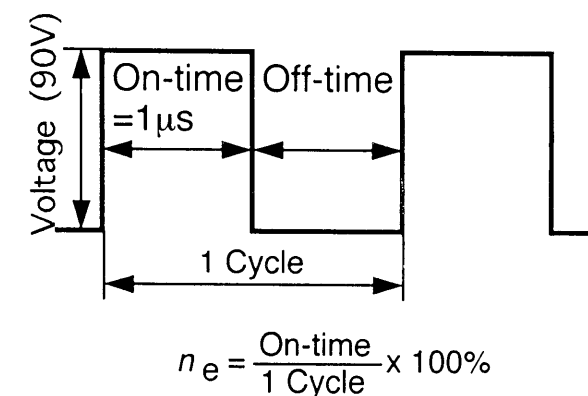 Voltage (90V)
On-time
=1μs
Off-time
1 Cycle
n e = On-time / 1 Cycle x 100%